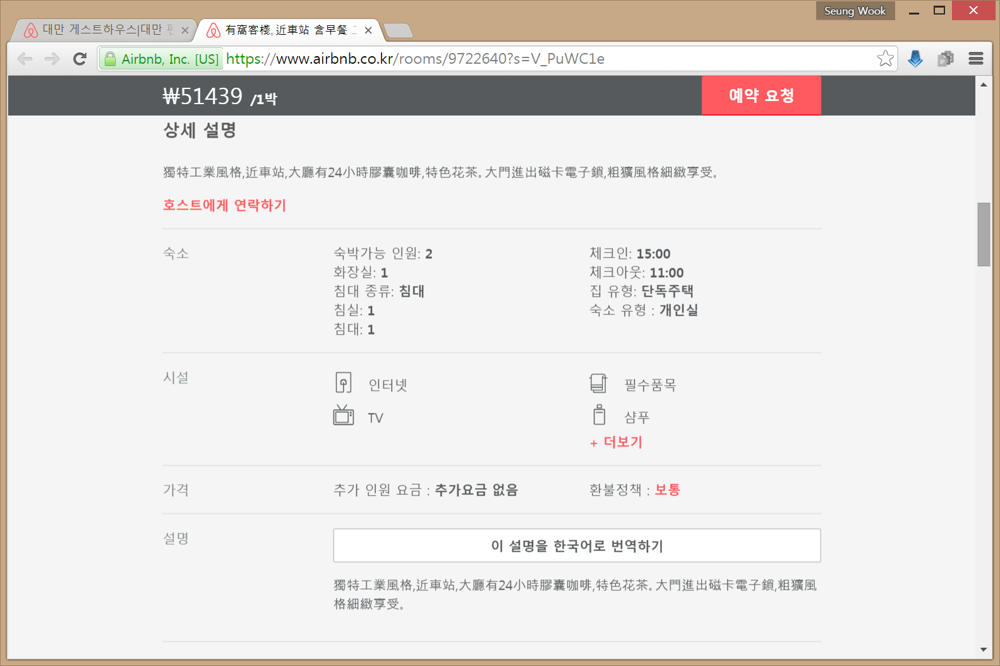 Seung Wook
대만 게스트하우스|대만
有窩客棧。近車站 含早餐
Airbnb, Inc. [US] https://www.airbnb.co.kr/rooms/9722640?s=V_PuWC1e
₩51439 /1박
예약 요청
상세 설명
獨特工業風格,近車站,大廳有24小時膠囊咖啡,特色花茶。大門進出磁卡電子鎖,粗獷風格細緻享受。
호스트에게 연락하기
숙소
숙박가능 인원: 2
화장실: 1
침대 종류: 침대
침실: 1
침대: 1
체크인: 15:00
체크아웃: 11:00
집 유형: 단독주택
숙소 유형 : 개인실
시설
인터넷
TV
필수품목
샴푸
+ 더보기
가격
추가 인원 요금 : 추가요금 없음
환불정책 : 보통
설명
이 설명을 한국어로 번역하기
獨特工業風格,近車站,大廳有24小時膠囊咖啡,特色花茶。大門進出磁卡電子鎖,粗獷風
格細緻享受。